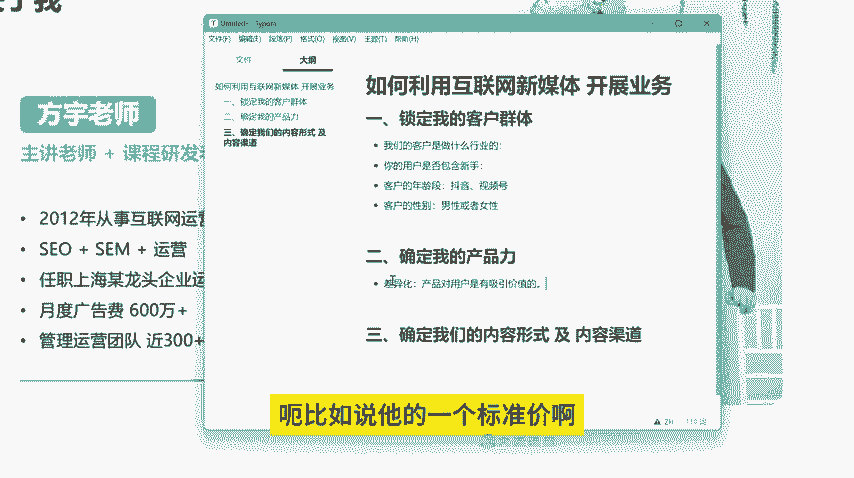 于我
方宇老师
主讲老师 + 课程研发
• 2012年从事互联网运营
• SEO + SEM + 运营
• 任职上海某龙头企业运
• 月度广告费 600万+
• 管理运营团队 近300+
文件(F) 编辑(E) 段落(P) 格式(O) 视图(V) 主题(T) 帮助(H)
文件 大纲
如何利用互联网新媒体 开展业务
一、锁定我的客户群体
二、确定我的产品力
三、确定我们的内容形式 及
内容渠道
如何利用互联网新媒体 开展业务
一、锁定我的客户群体
• 我们的客户是做什么行业的:
• 你的用户是否包含新手:
• 客户的年龄段: 抖音、视频号
• 客户的性别: 男性或者女性
二、确定我的产品力
• 差异化: 产品对用户是有吸引价值的。
三、确定我们的内容形式 及 内容渠道
呃比如说他的一个标准价啊